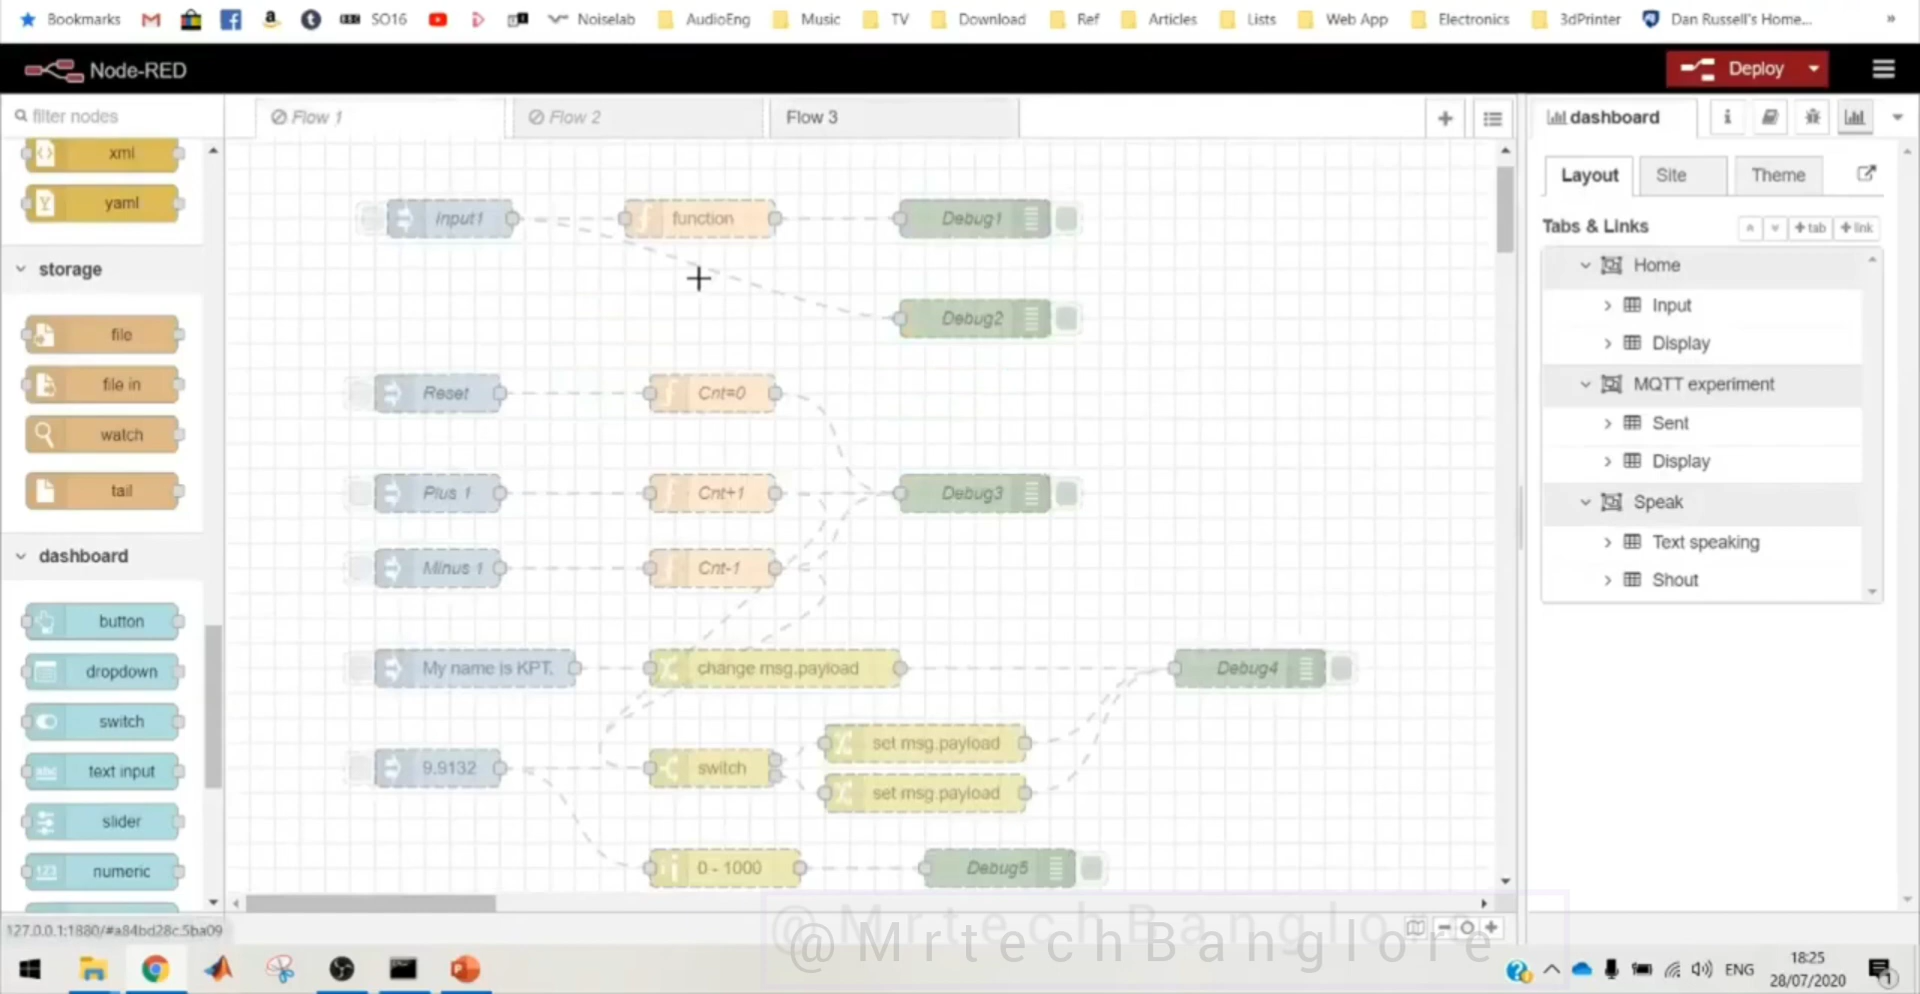 Bookmarks SO16 Noiselab AudioEng Music TV Download Ref Articles Lists Web App Electronics 3dPrinter Dan Russell's Home... »
Node-RED Deploy
filter nodes Flow 1 Flow 2 Flow 3 dashboard
xml
yaml
storage
file
file in
watch
tail
dashboard
button
dropdown
switch
text input
slider
numeric
Input1 function Debug1
Debug2
Reset Cnt=0
Plus 1 Cnt+1 Debug3
Minus 1 Cnt-1
My name is KPT. change msg.payload Debug4
set msg.payload
9.9132 switch
set msg.payload
0 - 1000 Debug5
Layout Site Theme
Tabs & Links +tab +link
Home
Input
Display
MQTT experiment
Sent
Display
Speak
Text speaking
Shout
127.0.0.1:1880/#a84bd28c.5ba09
@MrtechBanglore
@MrtechBanglore
ENG 18:25
28/07/2020
1